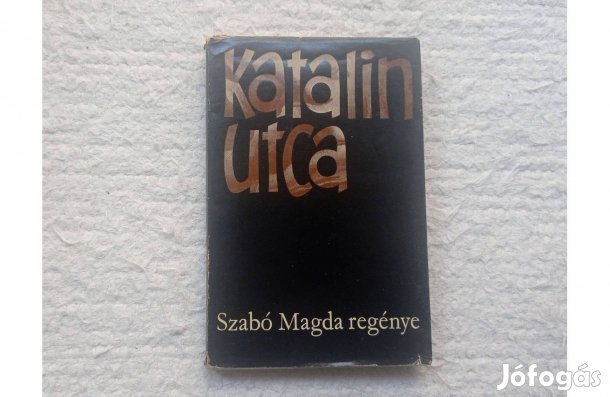 Katalin
utca
Szabó Magda regénye
Jófogás